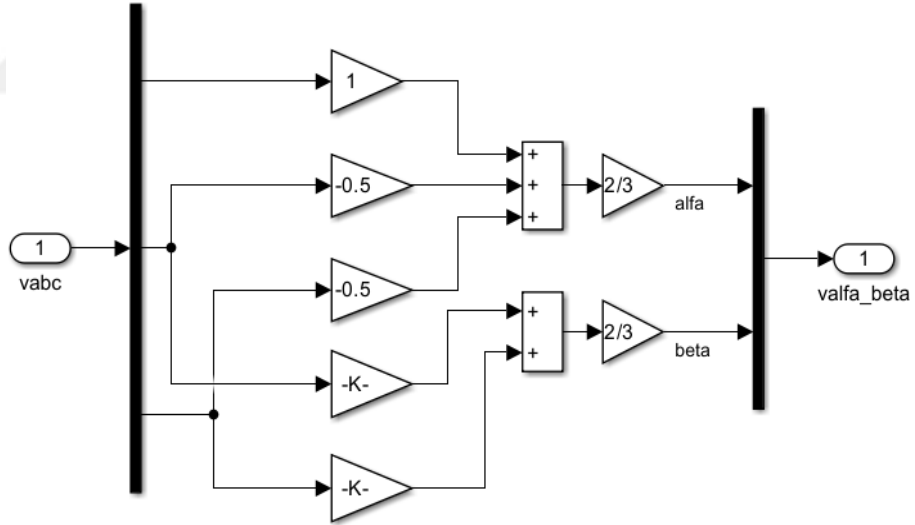 1
vabc
1
-0.5
-0.5
-K-
-K-
+
+
+
+
+
2/3
alfa
2/3
beta
1
valfa_beta